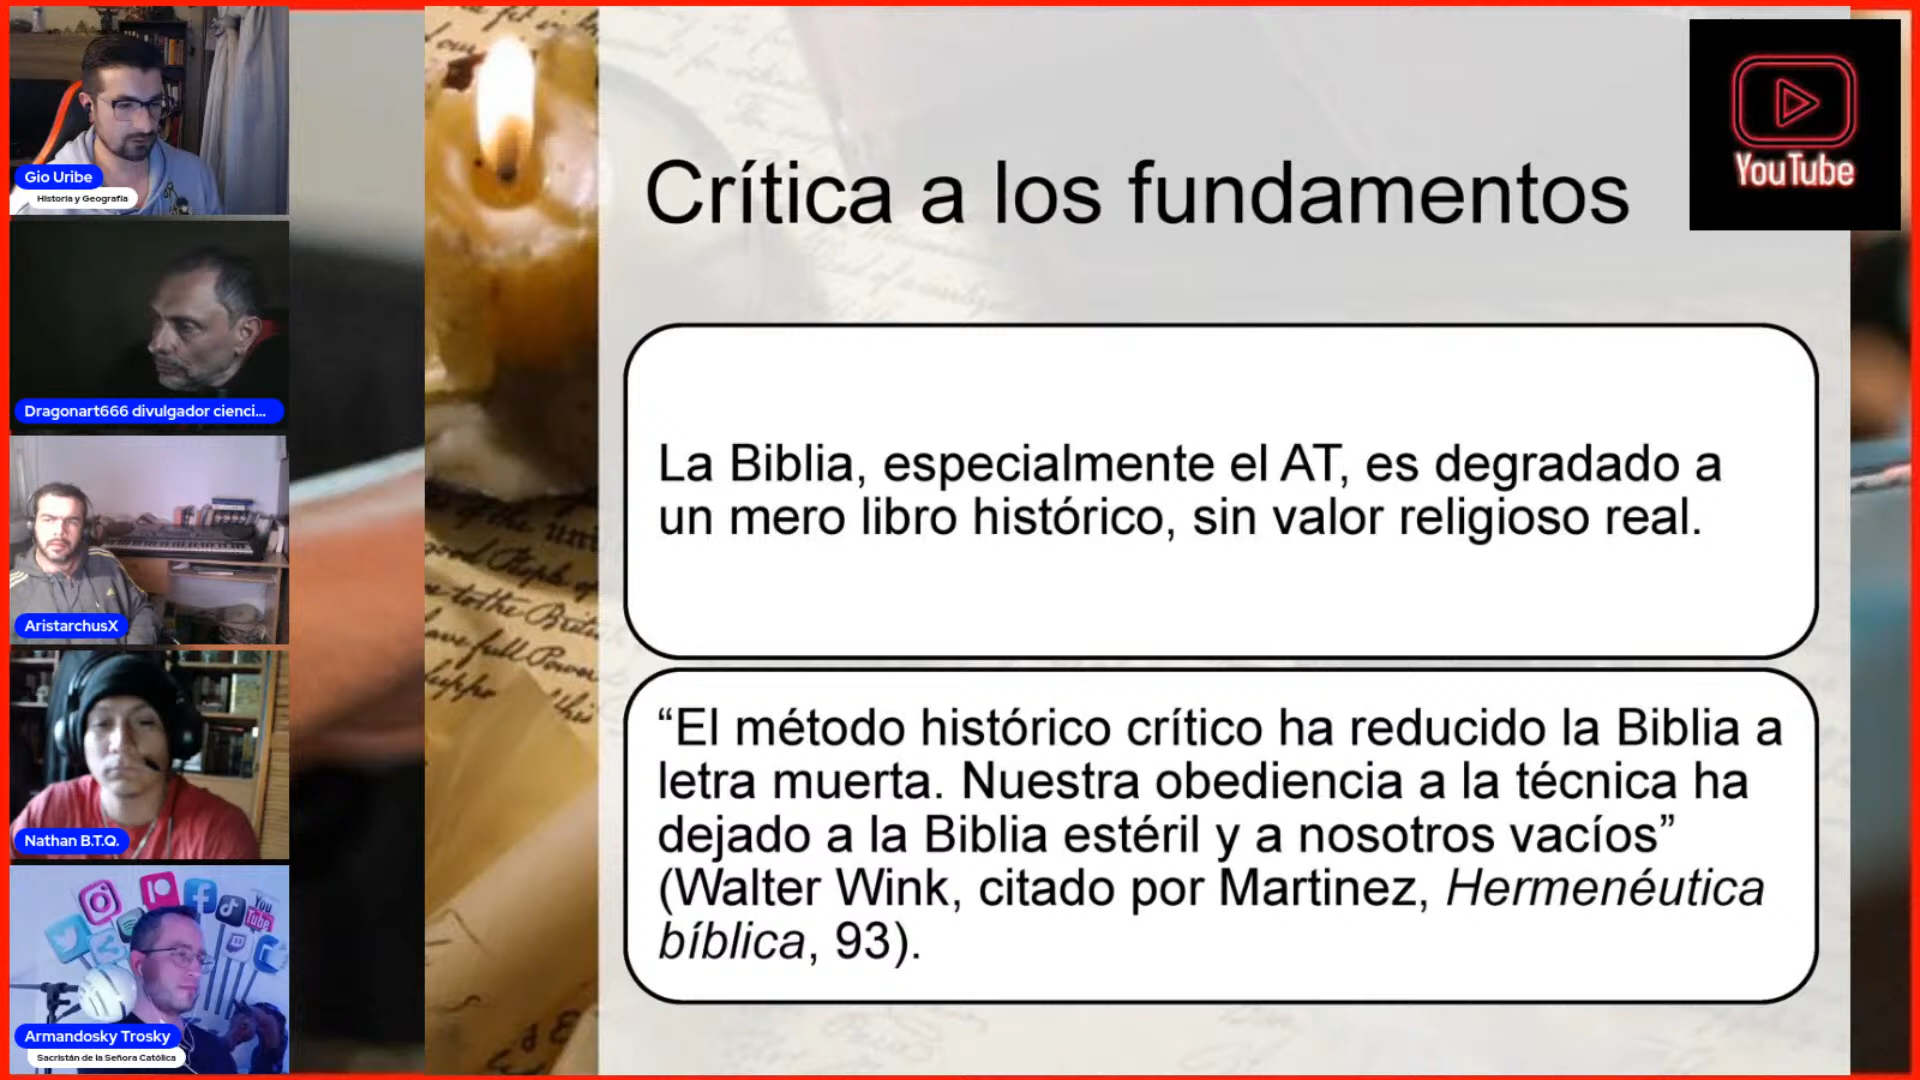 Gio Uribe
Historia y Geografía
Dragonart666 divulgador cienci...
AristarchusX
Nathan B.T.Q.
Armandosky Trosky
Sacristán de la Señora Católica
YouTube
Crítica a los fundamentos
La Biblia, especialmente el AT, es degradado a
un mero libro histórico, sin valor religioso real.
“El método histórico crítico ha reducido la Biblia a
letra muerta. Nuestra obediencia a la técnica ha
dejado a la Biblia estéril y a nosotros vacíos”
(Walter Wink, citado por Martinez, Hermenéutica
bíblica, 93).
You
Tube